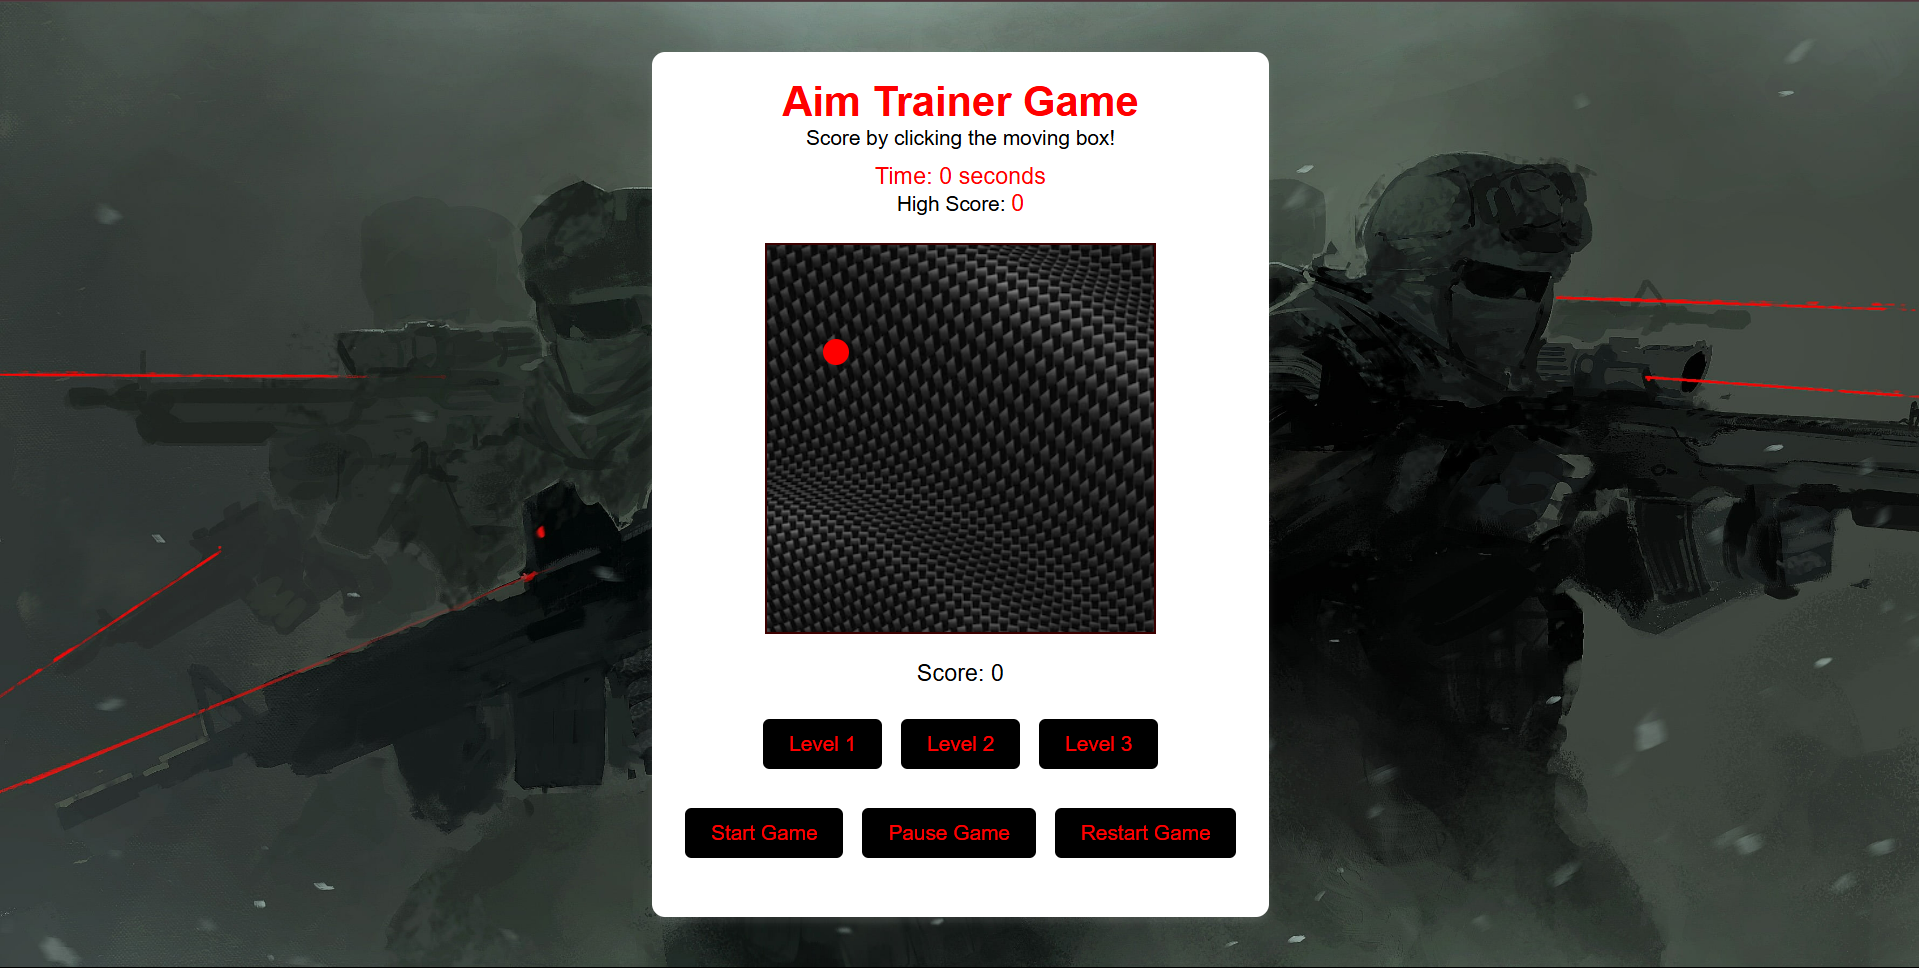 Aim Trainer Game
Score by clicking the moving box!
Time: 0 seconds
High Score: 0
Score: 0
Level 1 Level 2 Level 3
Start Game Pause Game Restart Game